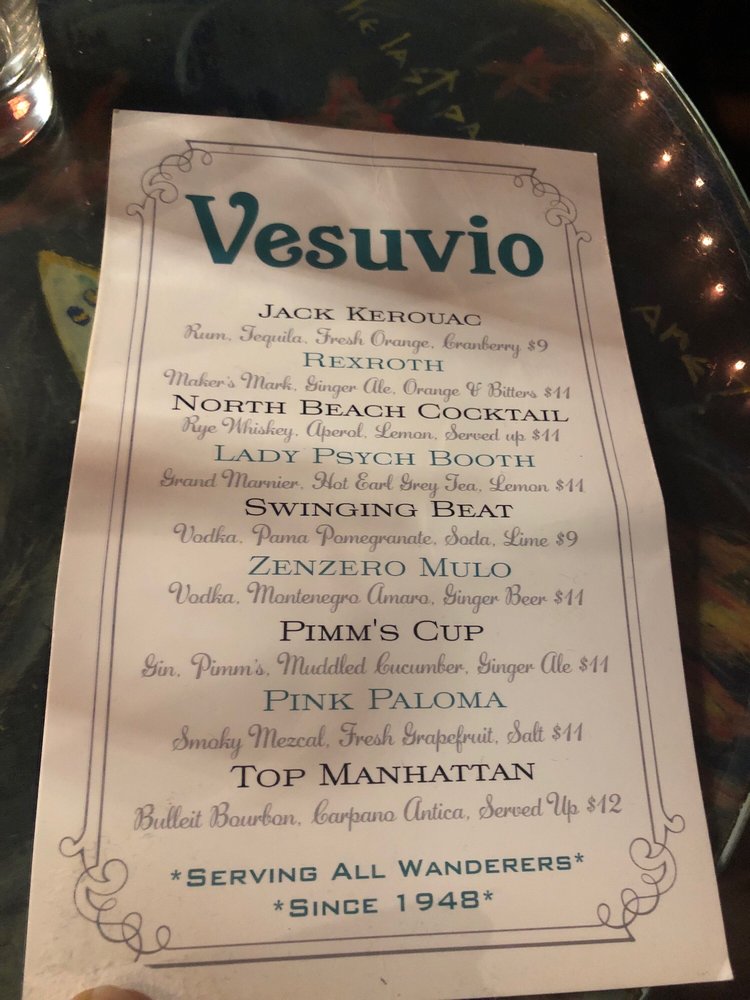 the last pa
Vesuvio
Jack Kerouac
Rum, Tequila, Fresh Orange, Cranberry $9
Rexroth
Maker's Mark, Ginger Ale, Orange & Bitters $11
North Beach Cocktail
Rye Whiskey, Aperol, Lemon, Served up $11
Lady Psych Booth
Grand Marnier, Hot Earl Grey Tea, Lemon $11
Swinging Beat
Vodka, Pama Pomegranate, Soda, Lime $9
Zenzero Mulo
Vodka, Montenegro Amaro, Ginger Beer $11
Pimm's Cup
Gin, Pimm's, Muddled Cucumber, Ginger Ale $11
Pink Paloma
Smoky Mezcal, Fresh Grapefruit, Salt $11
Top Manhattan
Bulleit Bourbon, Carpano Antica, Served Up $12
*Serving All Wanderers*
*Since 1948*